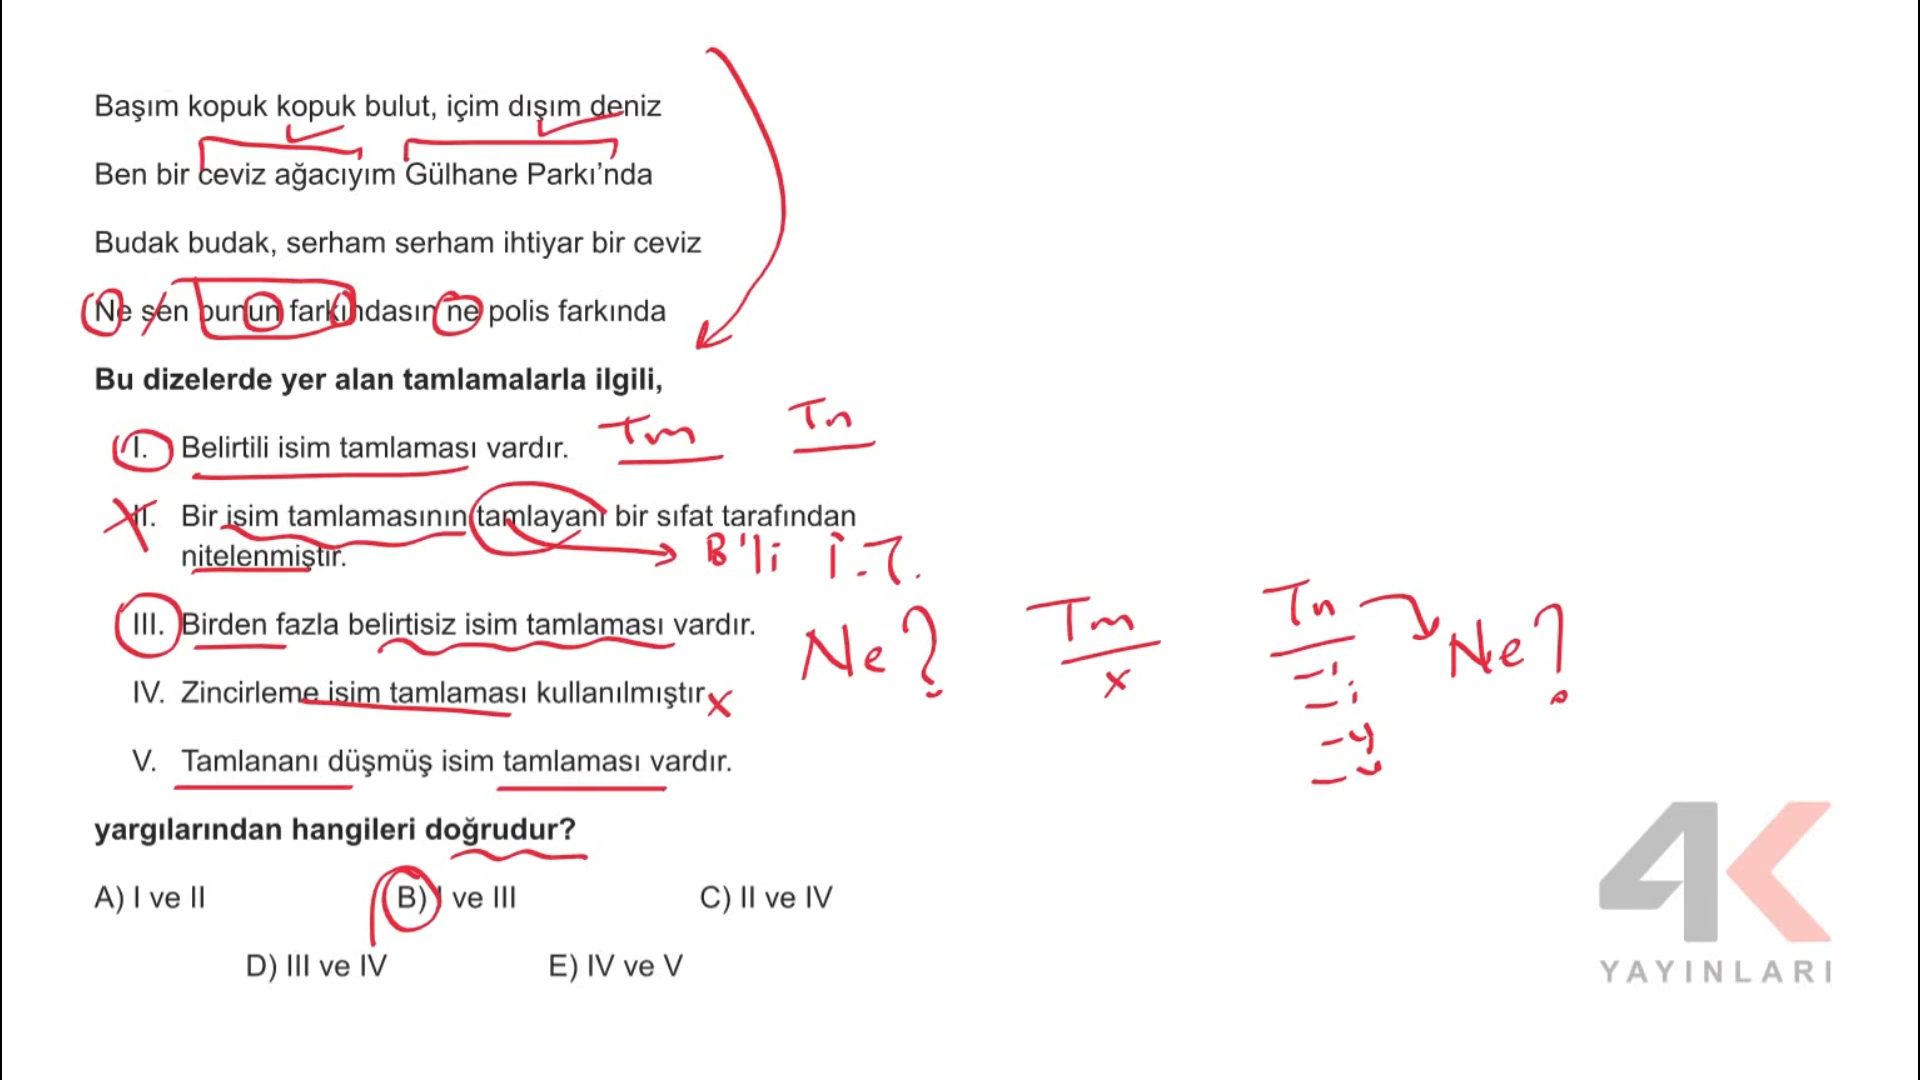 Başım kopuk kopuk bulut, içim dışım deniz
Ben bir ceviz ağacıyım Gülhane Parkı'nda
Budak budak, serham serham ihtiyar bir ceviz
Ne sen bunun farkındasın ne polis farkında
Bu dizelerde yer alan tamlamalarla ilgili,
I. Belirtili isim tamlaması vardır.
Tm Tn
II. Bir isim tamlamasının tamlayanı bir sıfat tarafından
nitelenmiştir.
B'li İ.T.
III. Birden fazla belirtisiz isim tamlaması vardır.
Ne? Tm Tn Ne?
x -ı
-i
-u
-ü
IV. Zincirleme isim tamlaması kullanılmıştır x
V. Tamlananı düşmüş isim tamlaması vardır.
yargılarından hangileri doğrudur?
A) I ve II B) I ve III C) II ve IV
D) III ve IV E) IV ve V
4K
YAYINLARI